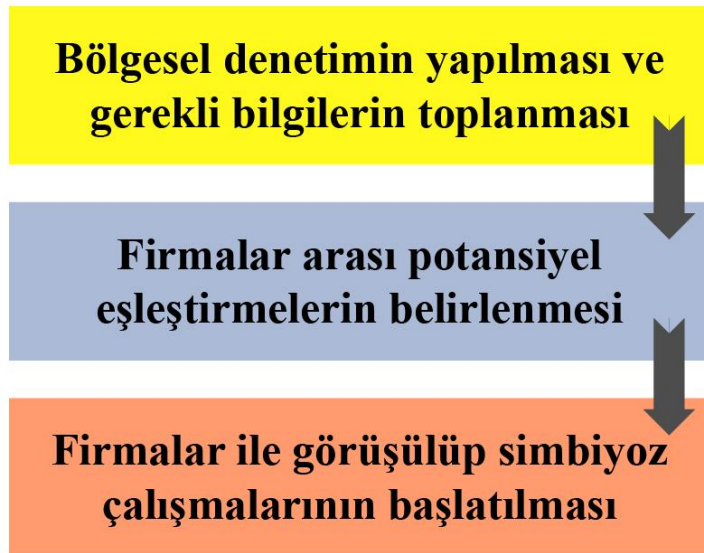 Bölgesel denetimin yapılması ve
gerekli bilgilerin toplanması
Firmalar arası potansiyel
eşleştirmelerin belirlenmesi
Firmalar ile görüşülüp simbiyoz
çalışmalarının başlatılması